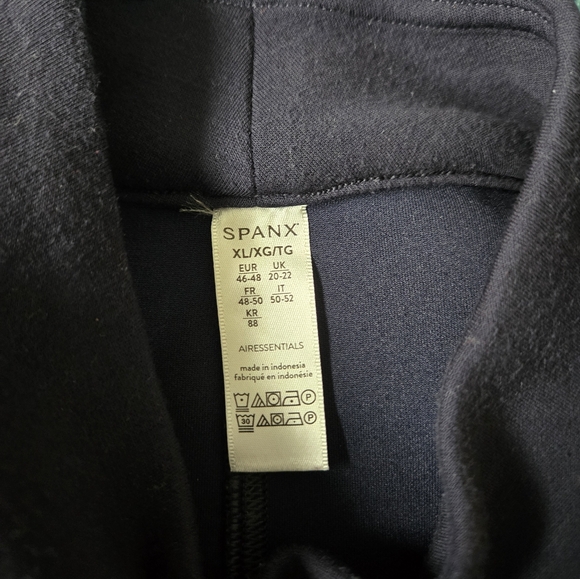 SPANX
XL/XG/TG
EUR UK
46-48 20-22
FR IT
48-50 50-52
KR
88
AIRESSENTIALS
made in indonesia
fabriqué en indonésie
P
30 P